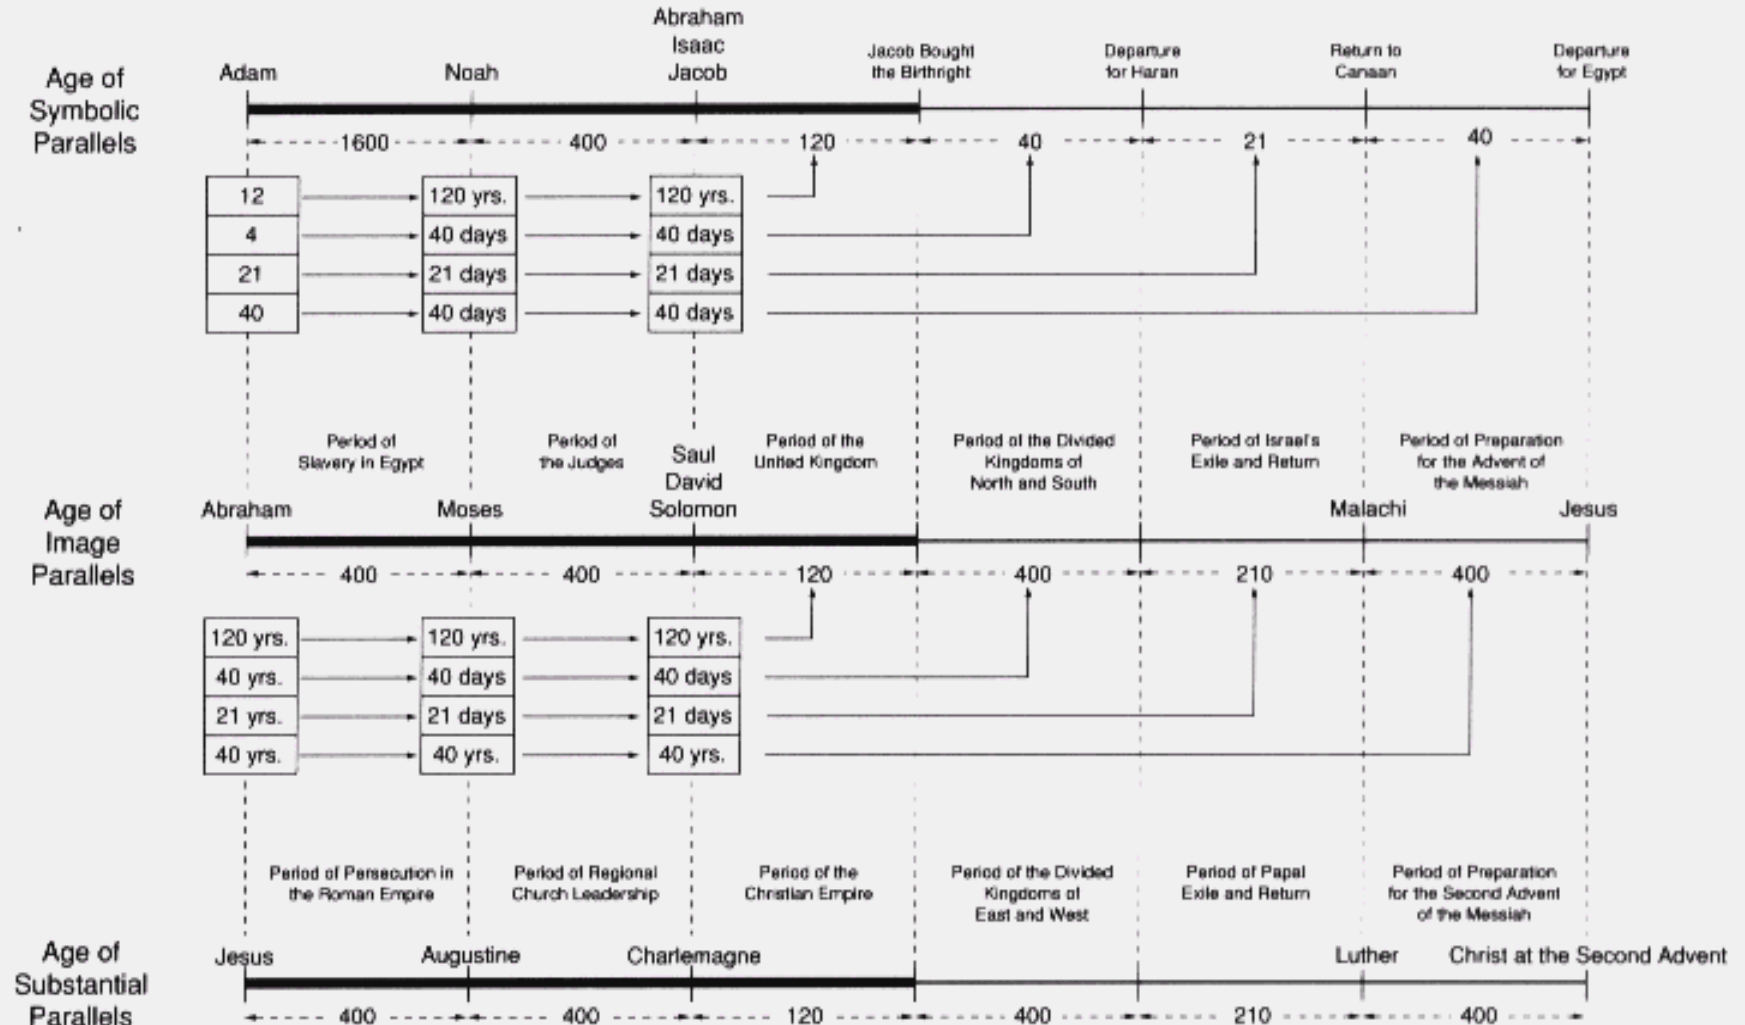 Age of
Symbolic
Parallels
Adam
Noah
Abraham
Isaac
Jacob
Jacob Bought
the Birthright
Departure
for Haran
Return to
Canaan
Departure
for Egypt
1600
400
120
40
21
40
12
120 yrs.
120 yrs.
4
40 days
40 days
21
21 days
21 days
40
40 days
40 days
Period of
Slavery in Egypt
Period of
the Judges
Period of the
United Kingdom
Period of the Divided
Kingdoms of
North and South
Period of Israel's
Exile and Return
Period of Preparation
for the Advent of
the Messiah
Age of
Image
Parallels
Abraham
Moses
Saul
David
Solomon
Malachi
Jesus
400
400
120
400
210
400
120 yrs.
120 yrs.
120 yrs.
40 yrs.
40 days
40 days
21 yrs.
21 days
21 days
40 yrs.
40 yrs.
40 yrs.
Period of Persecution in
the Roman Empire
Period of Regional
Church Leadership
Period of the
Christian Empire
Period of the Divided
Kingdoms of
East and West
Period of Papal
Exile and Return
Period of Preparation
for the Second Advent
of the Messiah
Age of
Substantial
Parallels
Jesus
Augustine
Charlemagne
Luther
Christ at the Second Advent
400
400
120
400
210
400